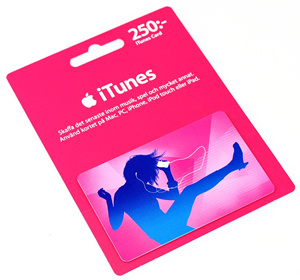 250:-
iTunes Card
iTunes
Skaffa det senaste inom musik, spel och mycket annat.
Använd kortet på Mac, PC, iPhone, iPod touch eller iPad.